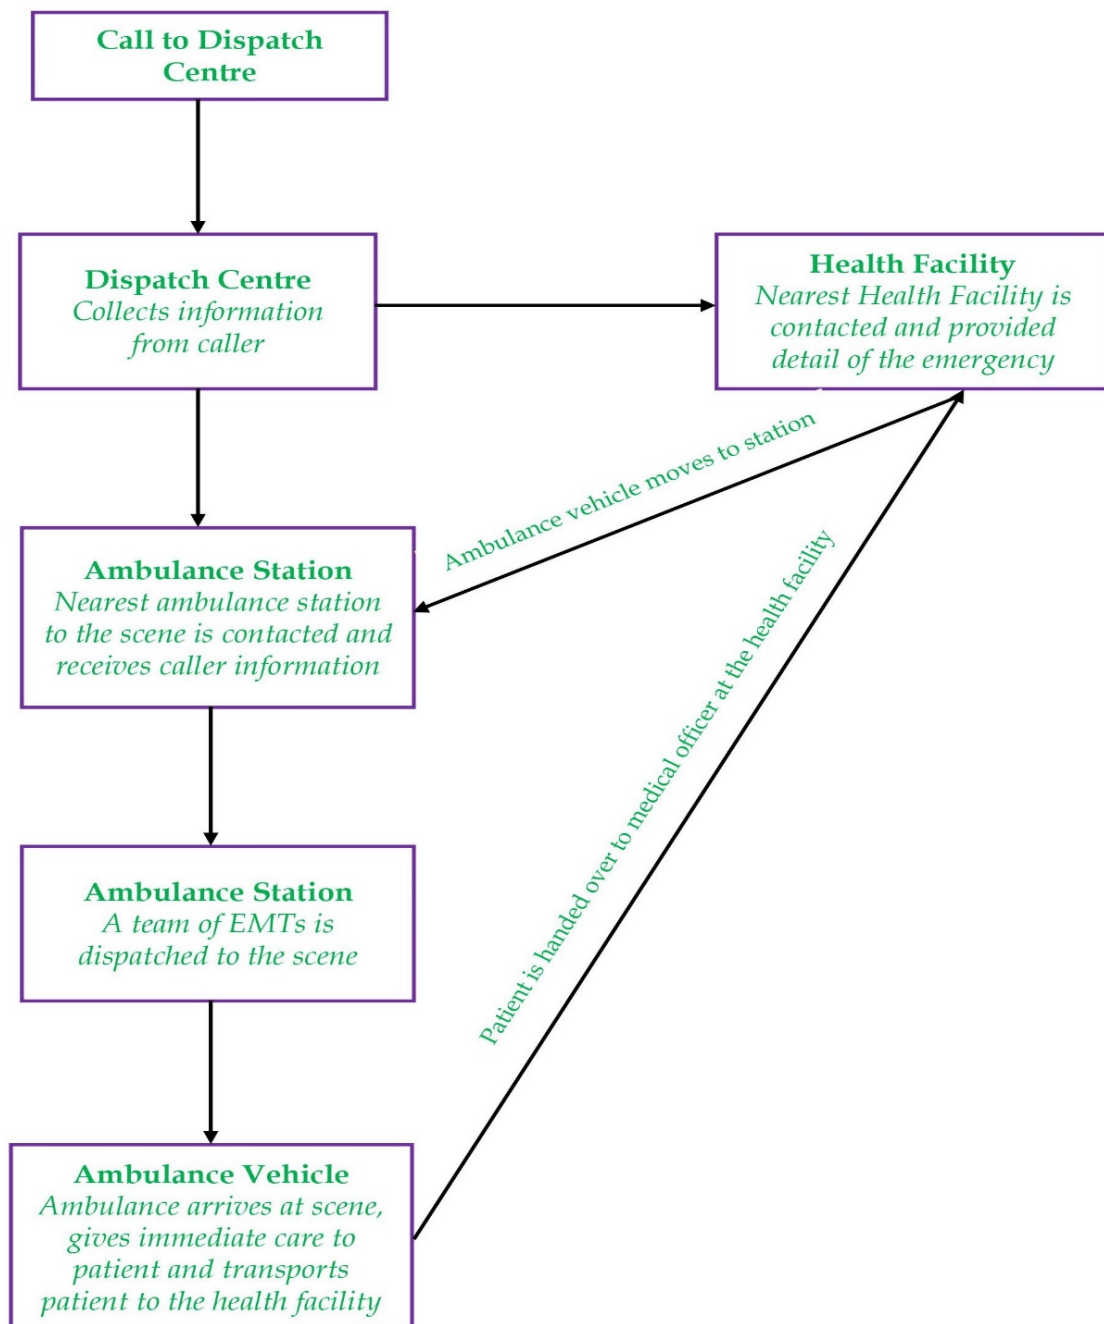 Call to Dispatch
Centre
Dispatch Centre
Collects information
from caller
Health Facility
Nearest Health Facility is
contacted and provided
detail of the emergency
Ambulance vehicle moves to station
Ambulance Station
Nearest ambulance station
to the scene is contacted and
receives caller information
Patient is handed over to medical officer at the health facility
Ambulance Station
A team of EMTs is
dispatched to the scene
Ambulance Vehicle
Ambulance arrives at scene,
gives immediate care to
patient and transports
patient to the health facility